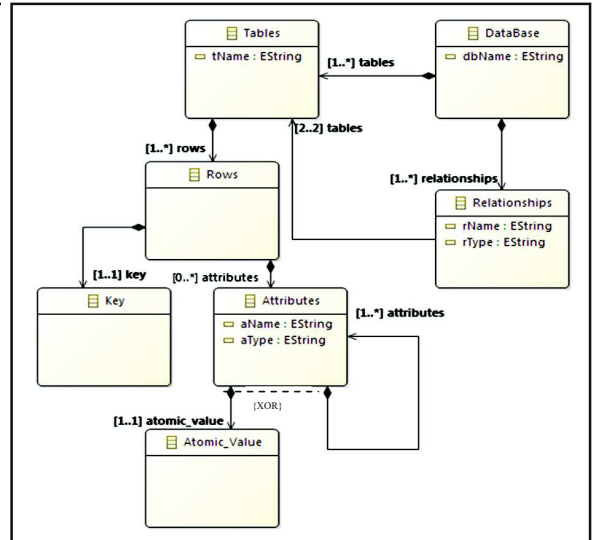 Tables
tName : EString
DataBase
dbName : EString
[1..*] tables
[2..2] tables
[1..*] rows
[1..*] relationships
Rows
Relationships
rName : EString
rType : EString
[1..1] key
[0..*] attributes
Key
Attributes
aName : EString
aType : EString
[1..*] attributes
{XOR}
[1..1] atomic_value
Atomic_Value